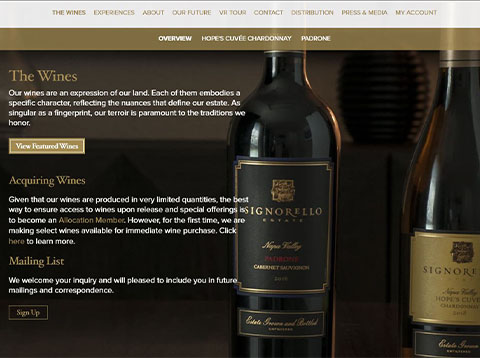 THE WINES EXPERIENCES ABOUT OUR FUTURE VR TOUR CONTACT DISTRIBUTION PRESS & MEDIA MY ACCOUNT
OVERVIEW HOPE'S CUVÉE CHARDONNAY PADRONE
The Wines
Our wines are an expression of our land. Each of them embodies a
specific character, reflecting the nuances that define our estate. As
singular as a fingerprint, our terroir is paramount to the traditions we
honor.
View Featured Wines
Acquiring Wines
Given that our wines are produced in very limited quantities, the best
way to ensure access to wines upon release and special offerings is
to become an Allocation Member. However, for the first time, we are
making select wines available for immediate wine purchase. Click
here to learn more.
Mailing List
We welcome your inquiry and will pleased to include you in future
mailings and correspondence.
Sign Up
SIGNORELLO
ESTATE
Napa Valley
PADRONE
CABERNET SAUVIGNON
Estate Grown and Bottled
UNFILTERED
SIGNORELLO
ESTATE
Napa Valley
HOPE'S CUVÉE
CHARDONNAY
2018
Estate Grown